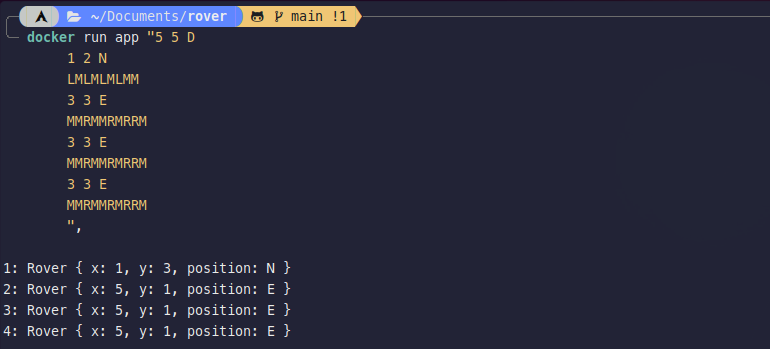 ~/Documents/rover main !1
docker run app "5 5 D
1 2 N
LMLMLMLMM
3 3 E
MMRMMRMRRM
3 3 E
MMRMMRMRRM
3 3 E
MMRMMRMRRM
",
1: Rover { x: 1, y: 3, position: N }
2: Rover { x: 5, y: 1, position: E }
3: Rover { x: 5, y: 1, position: E }
4: Rover { x: 5, y: 1, position: E }